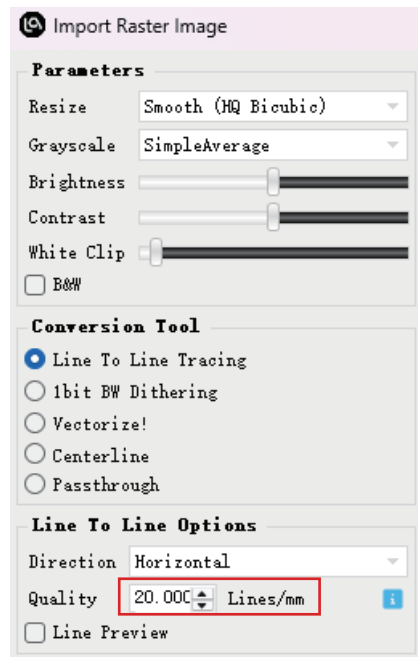 Import Raster Image
Parameters
Resize Smooth (HQ Bicubic)
Grayscale SimpleAverage
Brightness
Contrast
White Clip
B&W
Conversion Tool
Line To Line Tracing
1bit BW Dithering
Vectorize!
Centerline
Passthrough
Line To Line Options
Direction Horizontal
Quality 20.000 Lines/mm
Line Preview